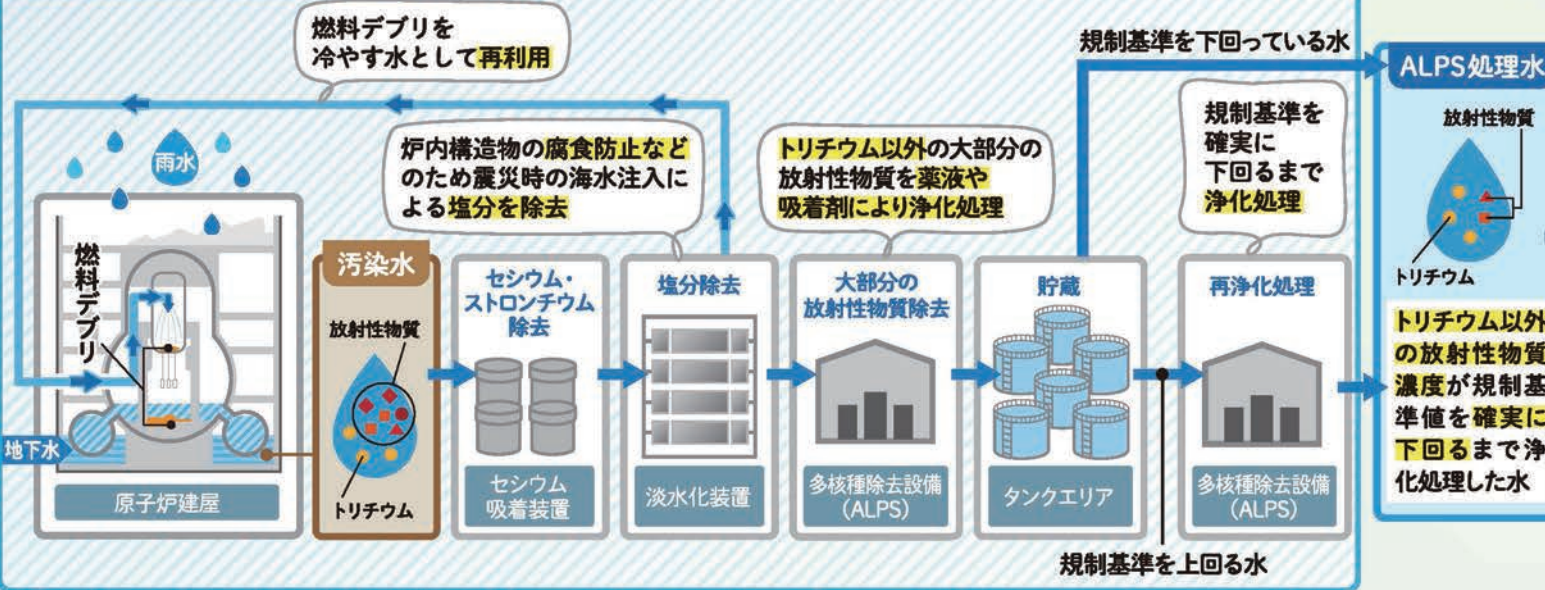 燃料デブリを
冷やす水として再利用
規制基準を下回っている水
ALPS処理水
雨水
炉内構造物の腐食防止など
のため震災時の海水注入に
よる塩分を除去
トリチウム以外の大部分の
放射性物質を薬液や
吸着剤により浄化処理
規制基準を
確実に
下回るまで
浄化処理
放射性物質
トリチウム
燃料デブリ
地下水
原子炉建屋
汚染水
放射性物質
トリチウム
セシウム・
ストロンチウム
除去
セシウム
吸着装置
塩分除去
淡水化装置
大部分の
放射性物質除去
多核種除去設備
(ALPS)
貯蔵
タンクエリア
再浄化処理
多核種除去設備
(ALPS)
規制基準を上回る水
トリチウム以外
の放射性物質
濃度が規制基
準値を確実に
下回るまで浄
化処理した水